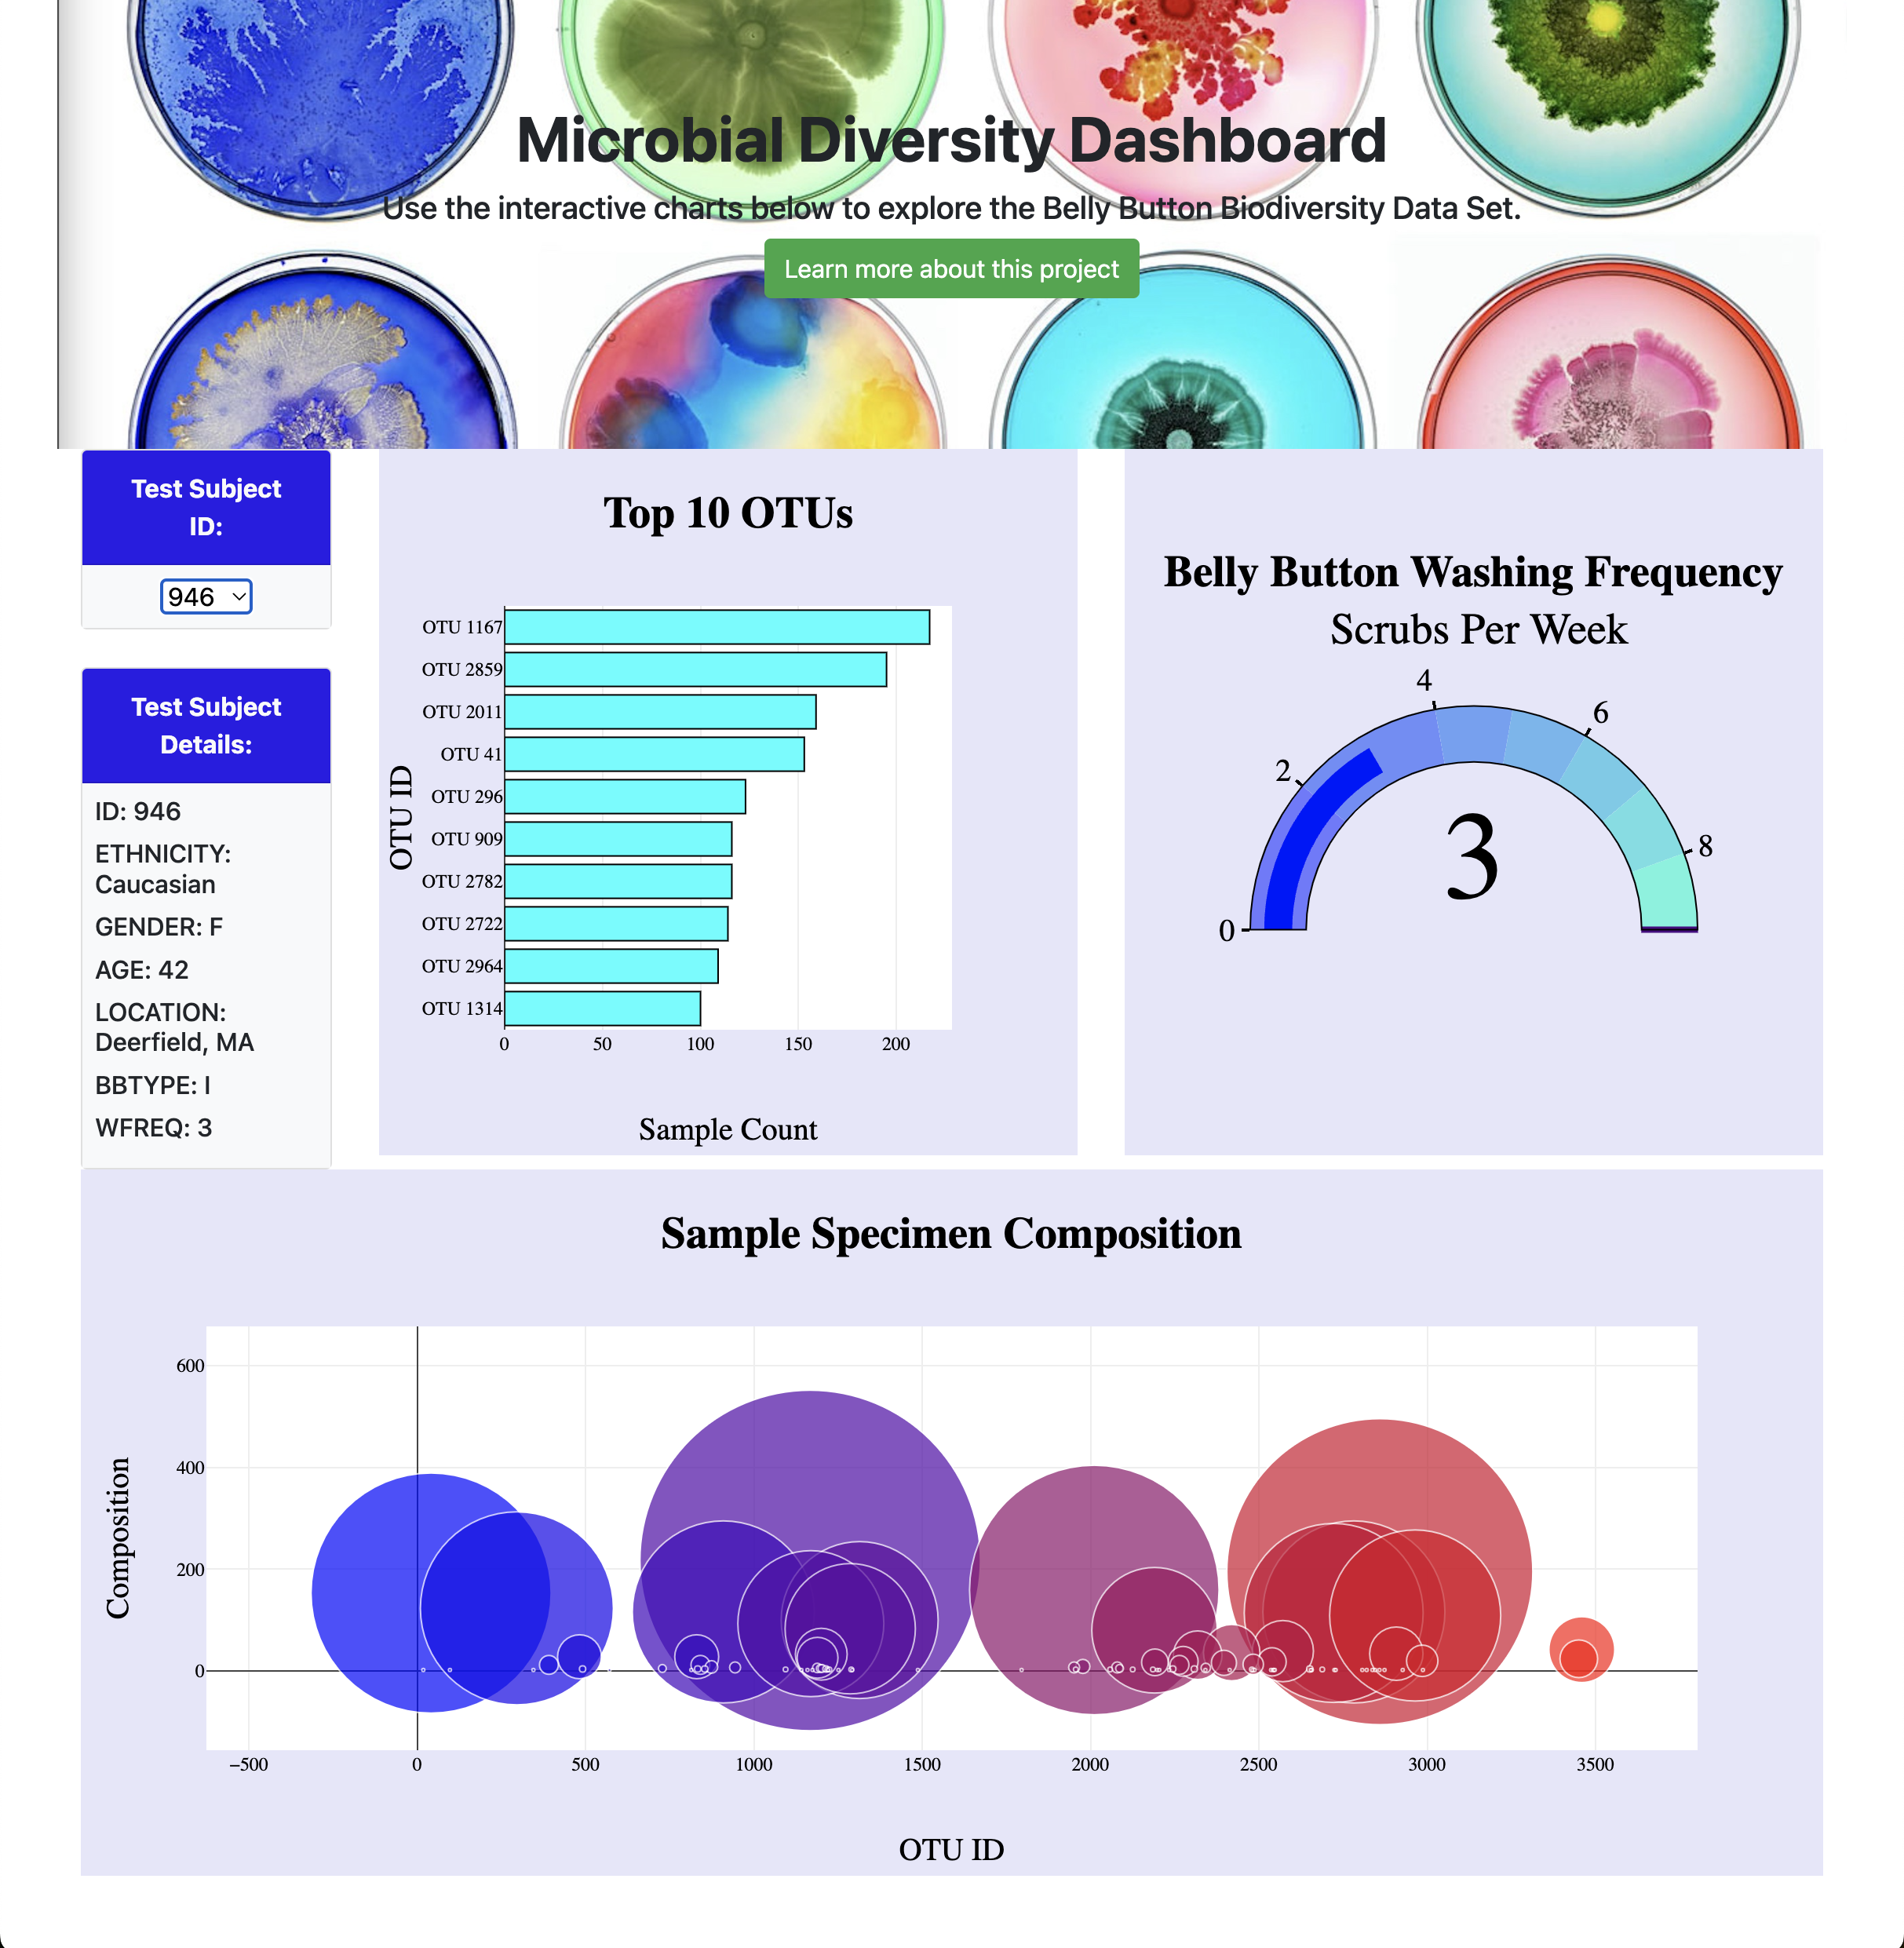 Microbial Diversity Dashboard
Use the interactive charts below to explore the Belly Button Biodiversity Data Set.
Learn more about this project
Test Subject
ID:
946
Test Subject
Details:
ID: 946
ETHNICITY:
Caucasian
GENDER: F
AGE: 42
LOCATION:
Deerfield, MA
BBTYPE: I
WFREQ: 3
Top 10 OTUs
OTU ID
OTU 1167
OTU 2859
OTU 2011
OTU 41
OTU 296
OTU 909
OTU 2782
OTU 2722
OTU 2964
OTU 1314
0 50 100 150 200
Sample Count
Belly Button Washing Frequency
Scrubs Per Week
0
2
4
6
8
3
Sample Specimen Composition
Composition
600
400
200
0
−500 0 500 1000 1500 2000 2500 3000 3500
OTU ID